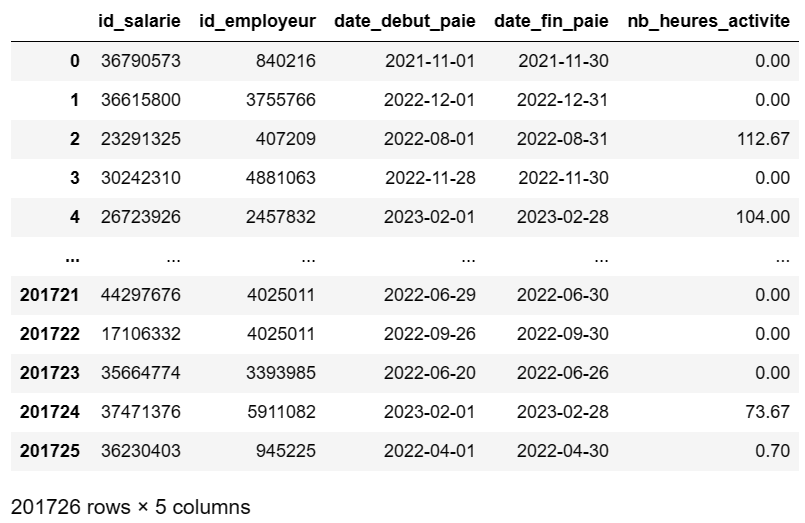 id_salarie id_employeur date_debut_paie date_fin_paie nb_heures_activite
0 36790573 840216 2021-11-01 2021-11-30 0.00
1 36615800 3755766 2022-12-01 2022-12-31 0.00
2 23291325 407209 2022-08-01 2022-08-31 112.67
3 30242310 4881063 2022-11-28 2022-11-30 0.00
4 26723926 2457832 2023-02-01 2023-02-28 104.00
... ... ... ... ... ...
201721 44297676 4025011 2022-06-29 2022-06-30 0.00
201722 17106332 4025011 2022-09-26 2022-09-30 0.00
201723 35664774 3393985 2022-06-20 2022-06-26 0.00
201724 37471376 5911082 2023-02-01 2023-02-28 73.67
201725 36230403 945225 2022-04-01 2022-04-30 0.70
201726 rows × 5 columns